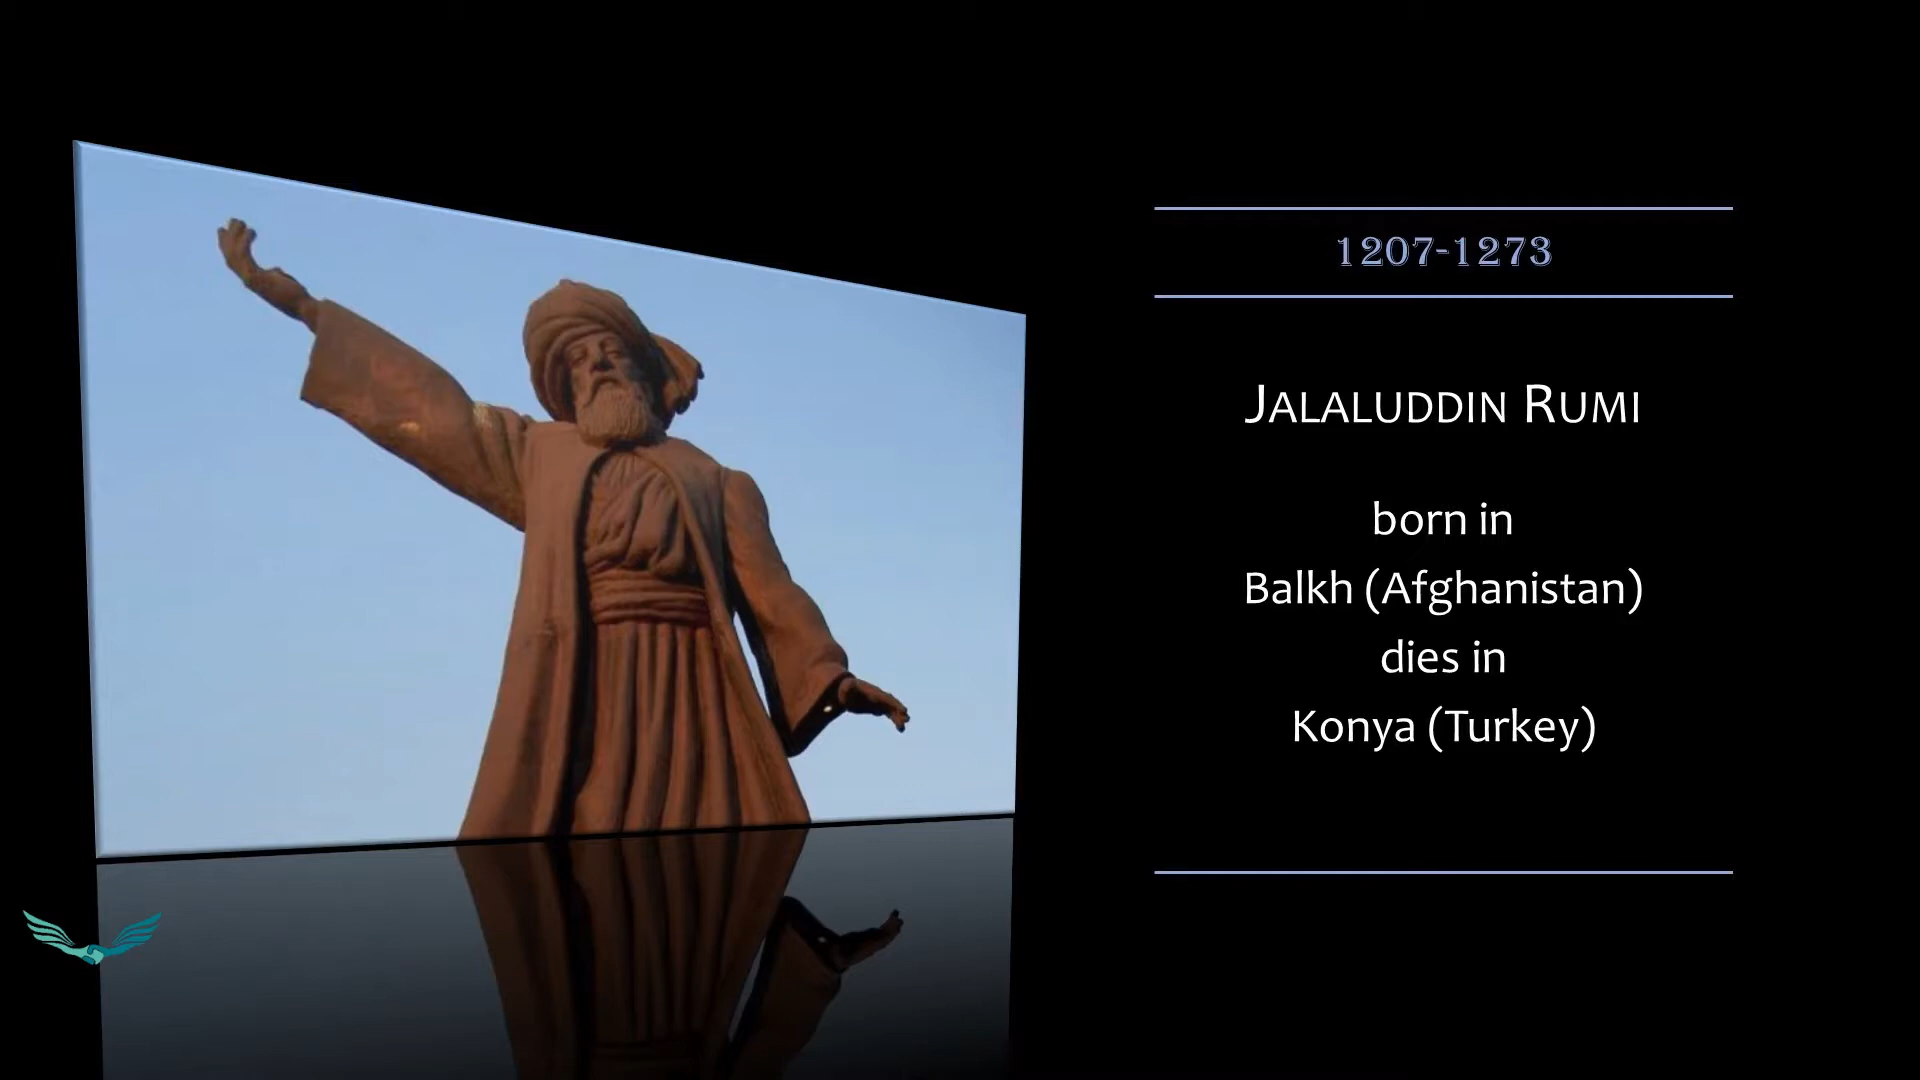 1207-1273
Jalaluddin Rumi
born in
Balkh (Afghanistan)
dies in
Konya (Turkey)